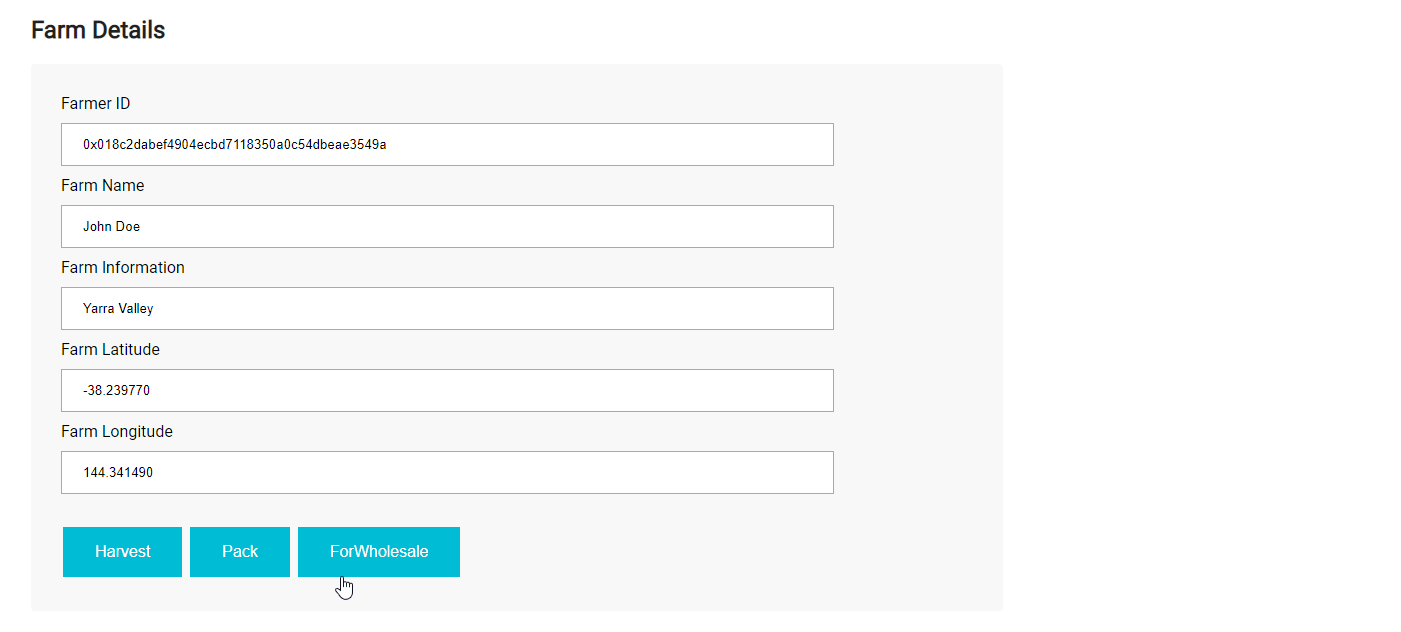 Farm Details
Farmer ID
0x018c2dabef4904ecbd7118350a0c54dbeae3549a
Farm Name
John Doe
Farm Information
Yarra Valley
Farm Latitude
-38.239770
Farm Longitude
144.341490
Harvest Pack ForWholesale